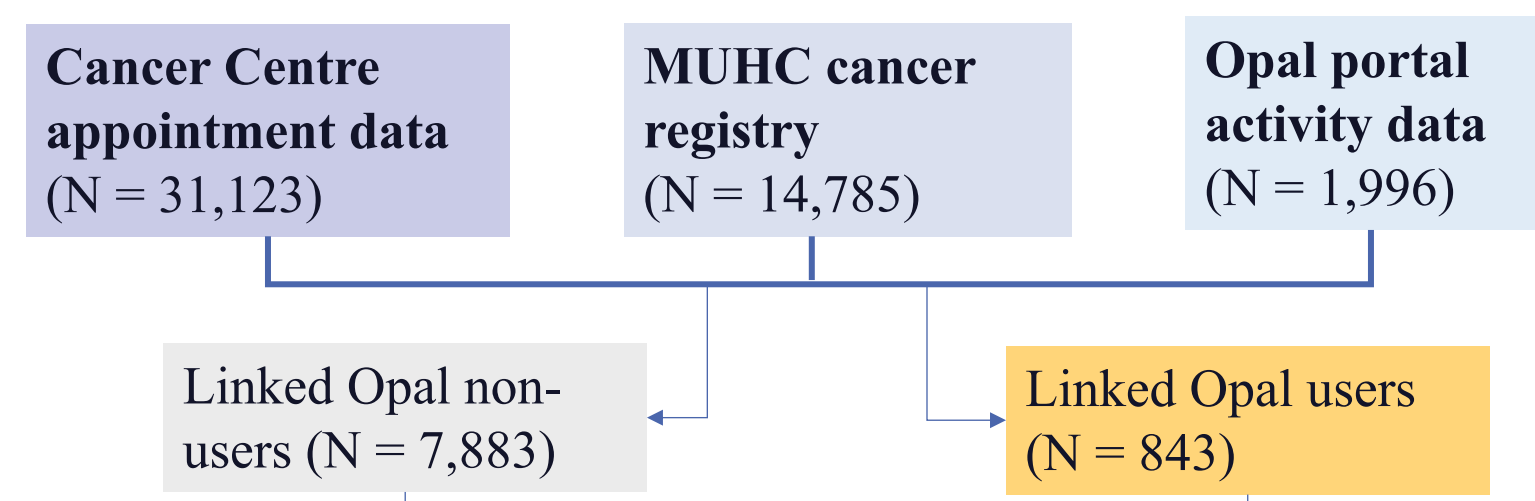 Cancer Centre
appointment data
(N = 31,123)
MUHC cancer
registry
(N = 14,785)
Opal portal
activity data
(N = 1,996)
Linked Opal non-
users (N = 7,883)
Linked Opal users
(N = 843)